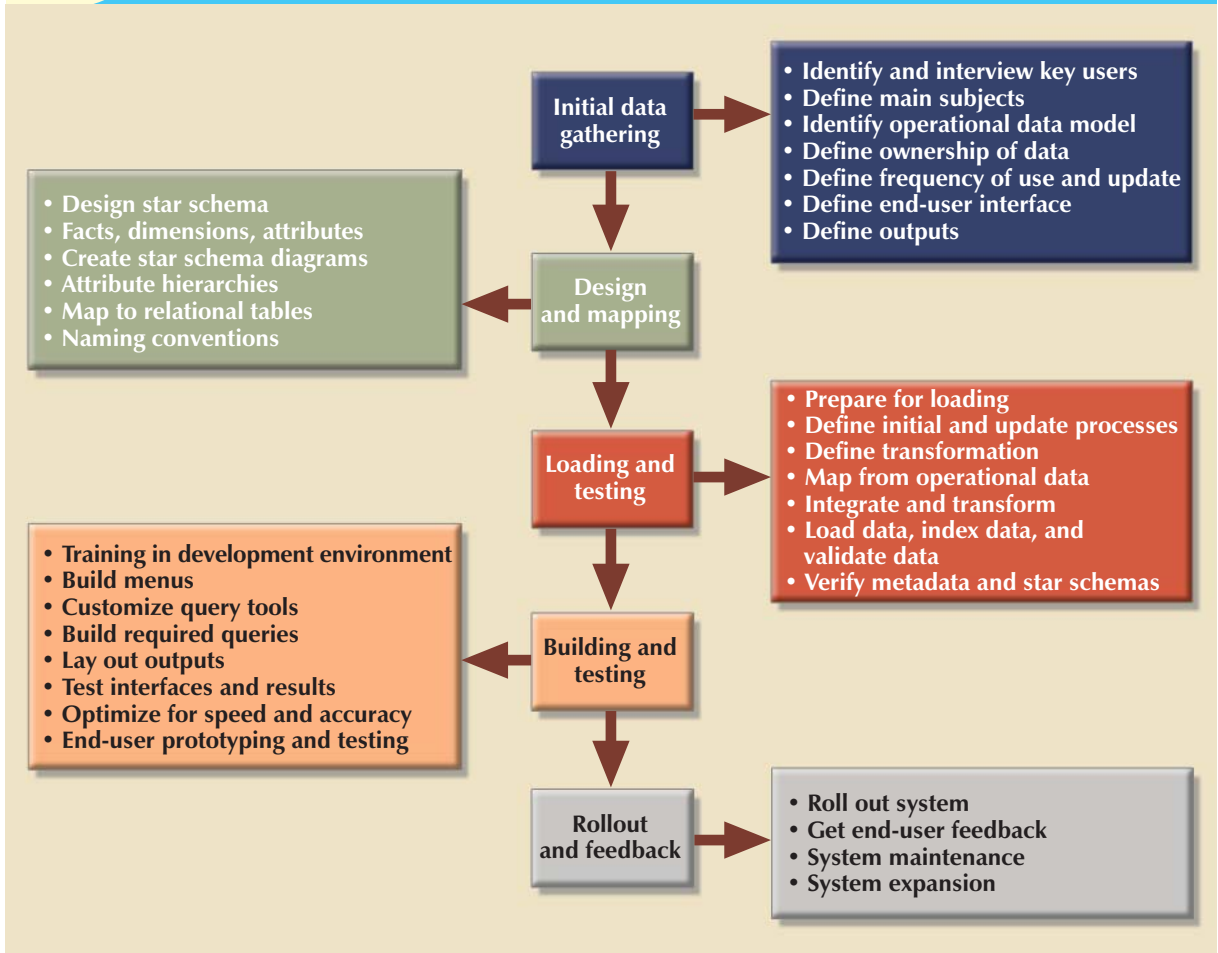 Initial data
gathering
• Identify and interview key users
• Define main subjects
• Identify operational data model
• Define ownership of data
• Define frequency of use and update
• Define end-user interface
• Define outputs
Design
and mapping
• Design star schema
• Facts, dimensions, attributes
• Create star schema diagrams
• Attribute hierarchies
• Map to relational tables
• Naming conventions
Loading and
testing
• Prepare for loading
• Define initial and update processes
• Define transformation
• Map from operational data
• Integrate and transform
• Load data, index data, and
validate data
• Verify metadata and star schemas
Building and
testing
• Training in development environment
• Build menus
• Customize query tools
• Build required queries
• Lay out outputs
• Test interfaces and results
• Optimize for speed and accuracy
• End-user prototyping and testing
Rollout
and feedback
• Roll out system
• Get end-user feedback
• System maintenance
• System expansion